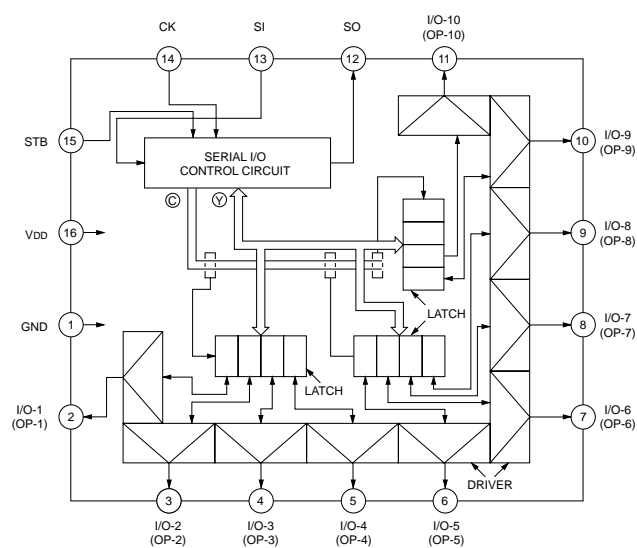 CK
SI
SO
I/O-10
(OP-10)
14
13
12
11
STB
15
SERIAL I/O
CONTROL CIRCUIT
10
I/O-9
(OP-9)
C
Y
VDD
16
9
I/O-8
(OP-8)
LATCH
GND
1
8
I/O-7
(OP-7)
LATCH
I/O-1
(OP-1)
2
7
I/O-6
(OP-6)
DRIVER
3
4
5
6
I/O-2
(OP-2)
I/O-3
(OP-3)
I/O-4
(OP-4)
I/O-5
(OP-5)